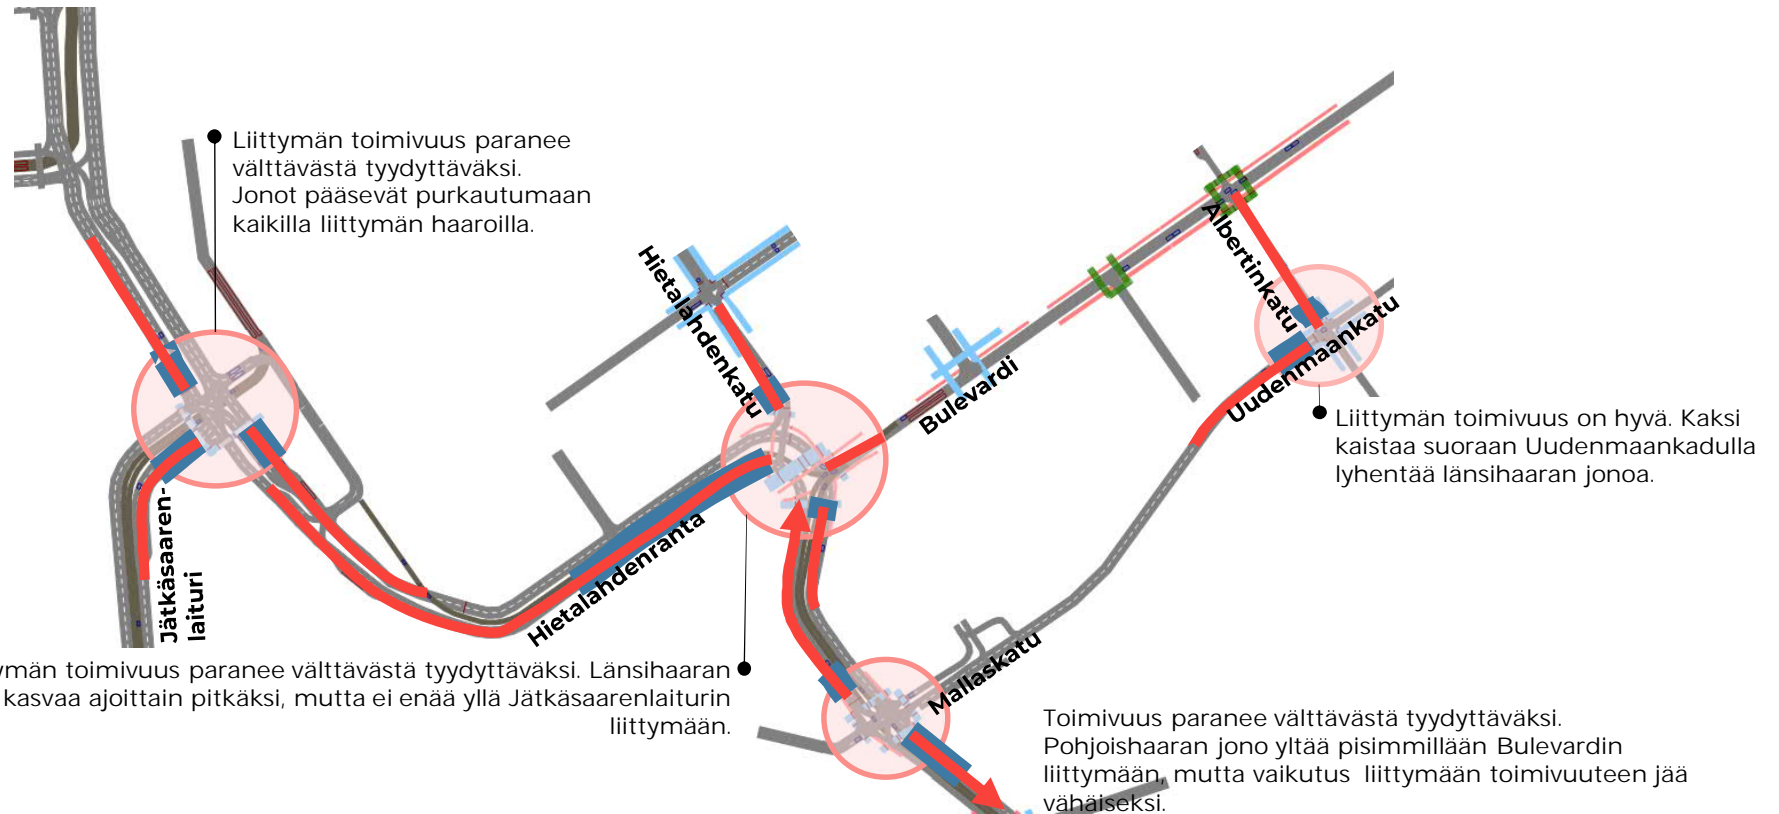 Liittymän toimivuus paranee
välttävästä tyydyttäväksi.
Jonot pääsevät purkautumaan
kaikilla liittymän haaroilla.
Hietalahdenkatu
Albertinkatu
Bulevardi
Uudenmaankatu
Liittymän toimivuus on hyvä. Kaksi
kaistaa suoraan Uudenmaankadulla
lyhentää länsihaaran jonoa.
Jätkäsaaren-
laituri
Hietalahdenranta
Mallaskatu
ymän toimivuus paranee välttävästä tyydyttäväksi. Länsihaaran
kasvaa ajoittain pitkäksi, mutta ei enää yllä Jätkäsaarenlaiturin
liittymään.
Toimivuus paranee välttävästä tyydyttäväksi.
Pohjoishaaran jono yltää pisimmillään Bulevardin
liittymään, mutta vaikutus liittymään toimivuuteen jää
vähäiseksi.